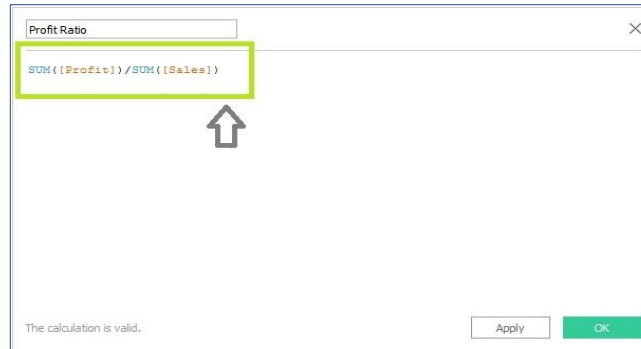 Profit Ratio
SUM([Profit])/SUM([Sales])
The calculation is valid.
Apply
OK